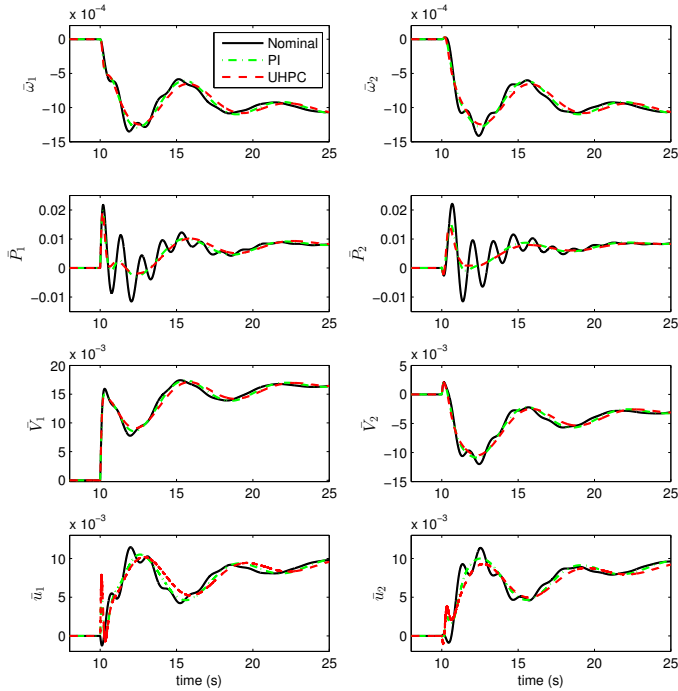 x 10⁻⁴
0
−5
−10
−15
10 15 20 25
ω̄₁
Nominal
PI
UHPC
x 10⁻⁴
0
−5
−10
−15
10 15 20 25
ω̄₂
0.02
0.01
0
−0.01
10 15 20 25
P̄₁
0.02
0.01
0
−0.01
10 15 20 25
P̄₂
x 10⁻³
20
15
10
5
0
10 15 20 25
V̄₁
x 10⁻³
5
0
−5
−10
−15
10 15 20 25
V̄₂
x 10⁻³
10
5
0
10 15 20 25
ū₁
time (s)
x 10⁻³
10
5
0
10 15 20 25
ū₂
time (s)